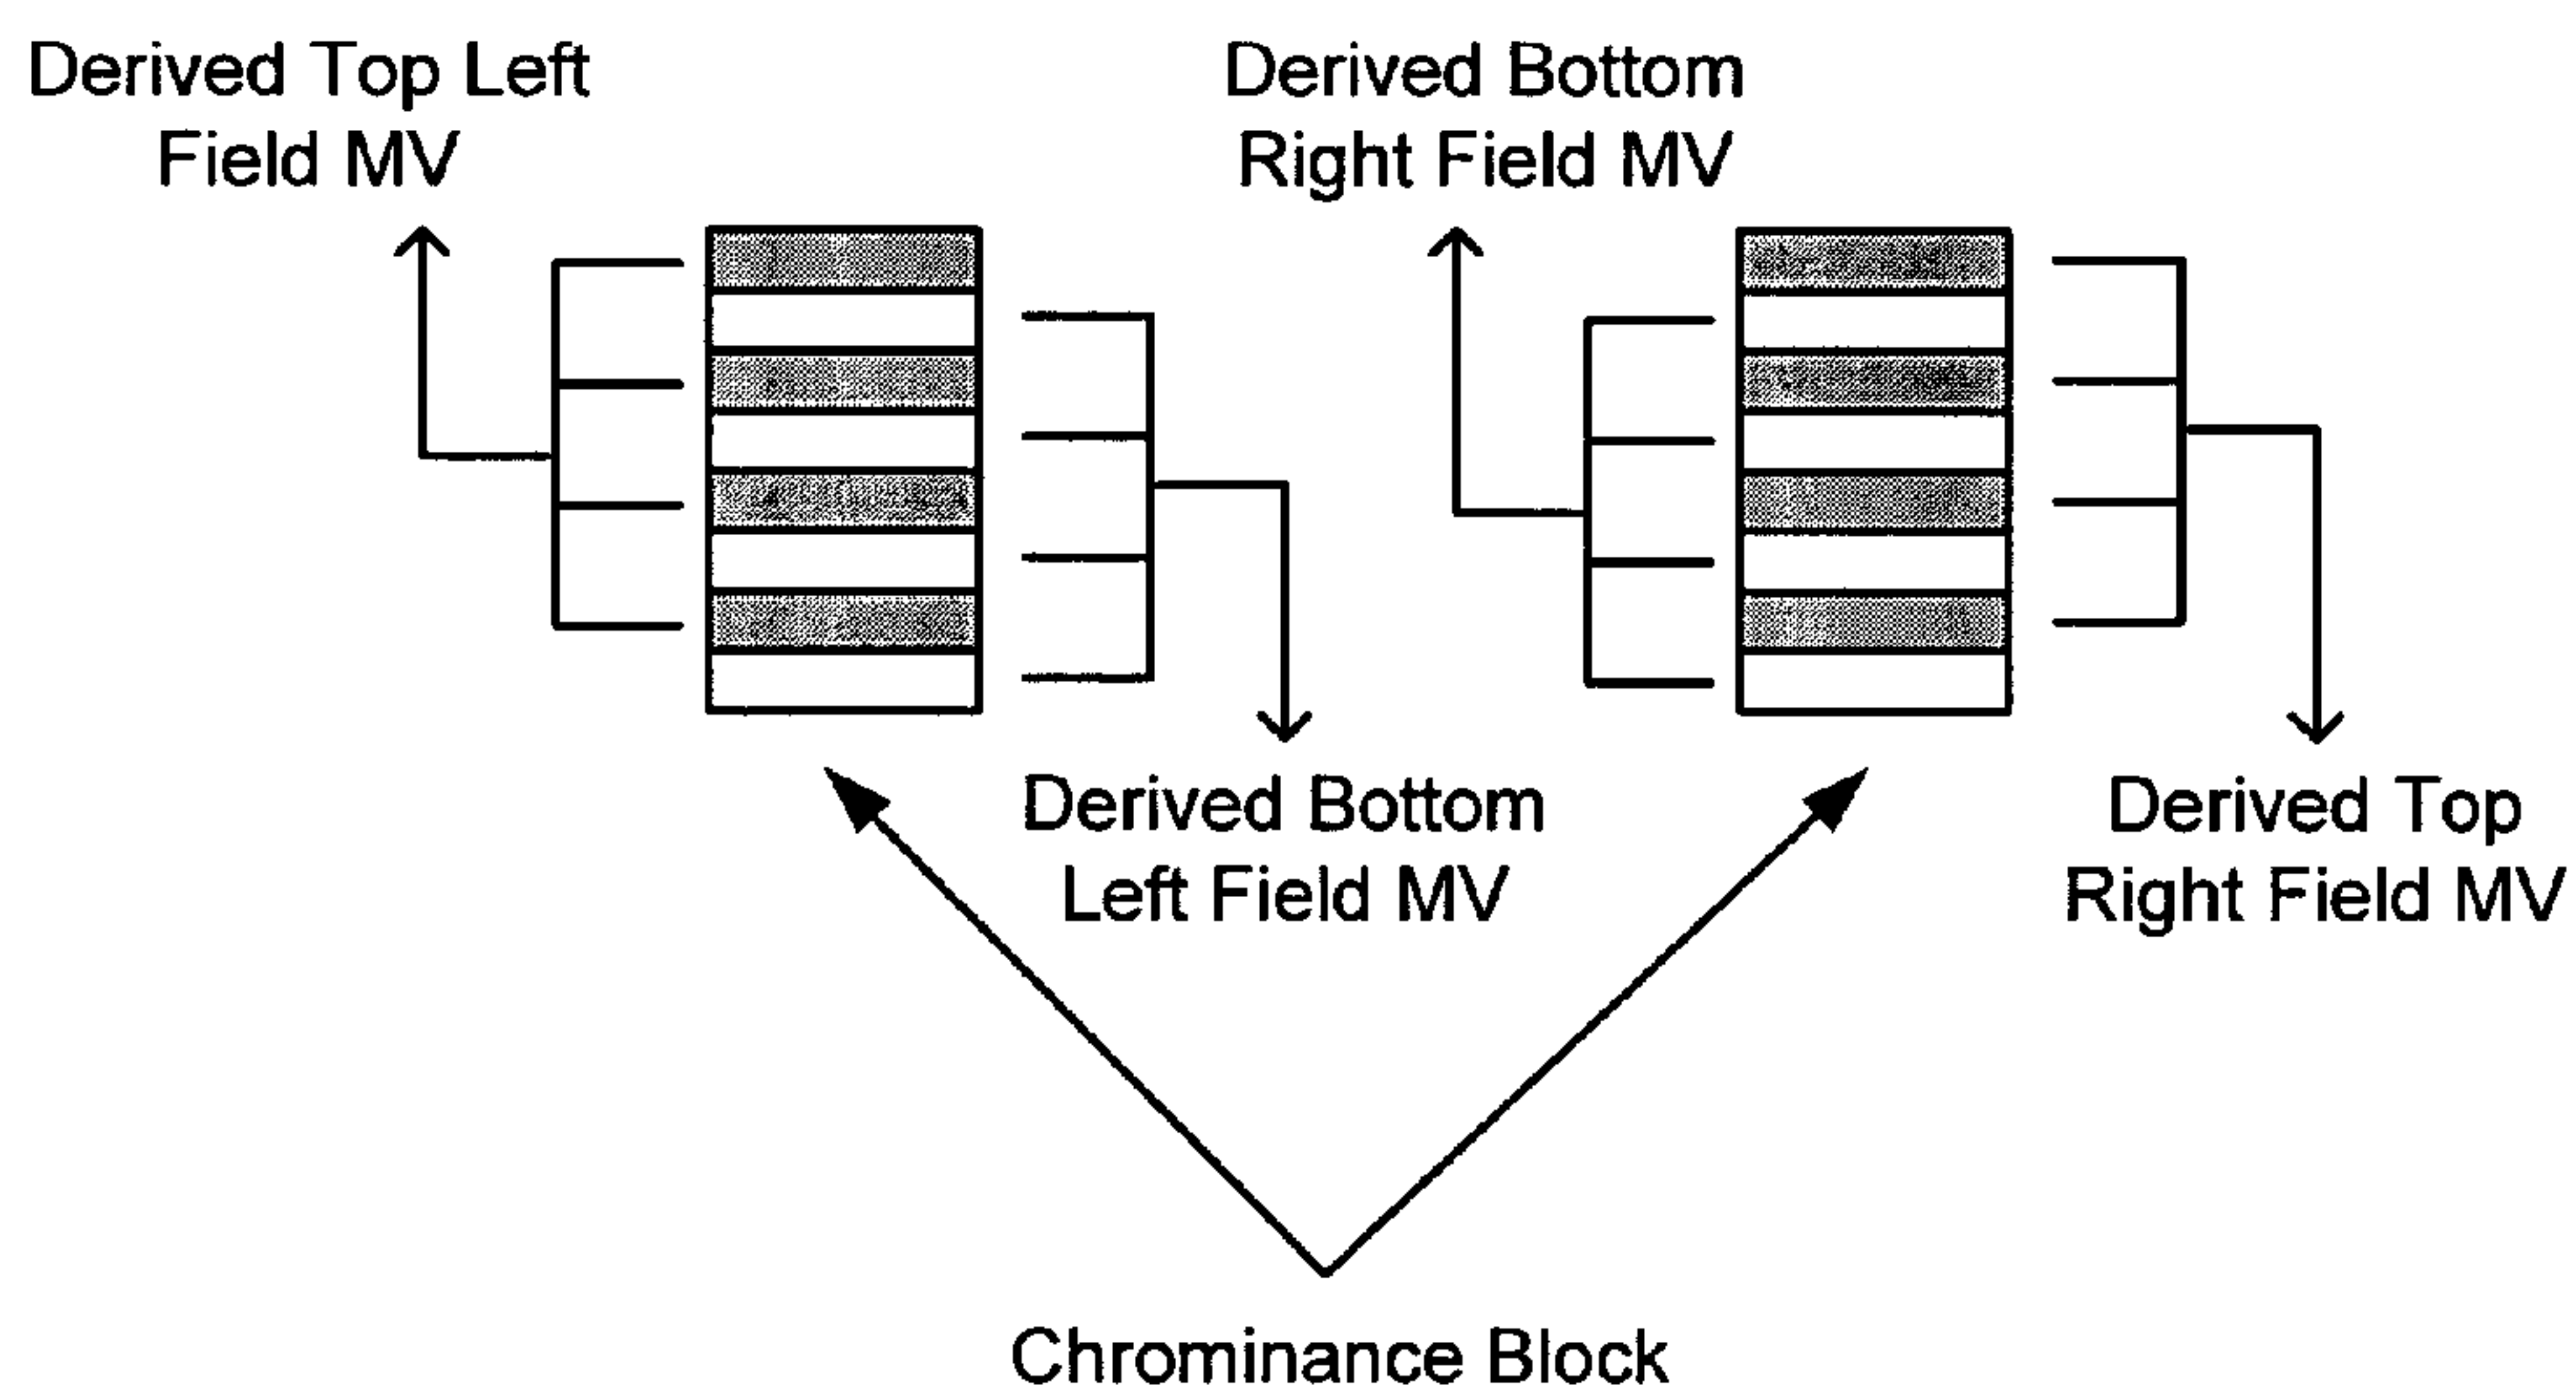 Derived Top Left
Field MV
Derived Bottom
Right Field MV
Derived Bottom
Left Field MV
Derived Top
Right Field MV
Chrominance Block